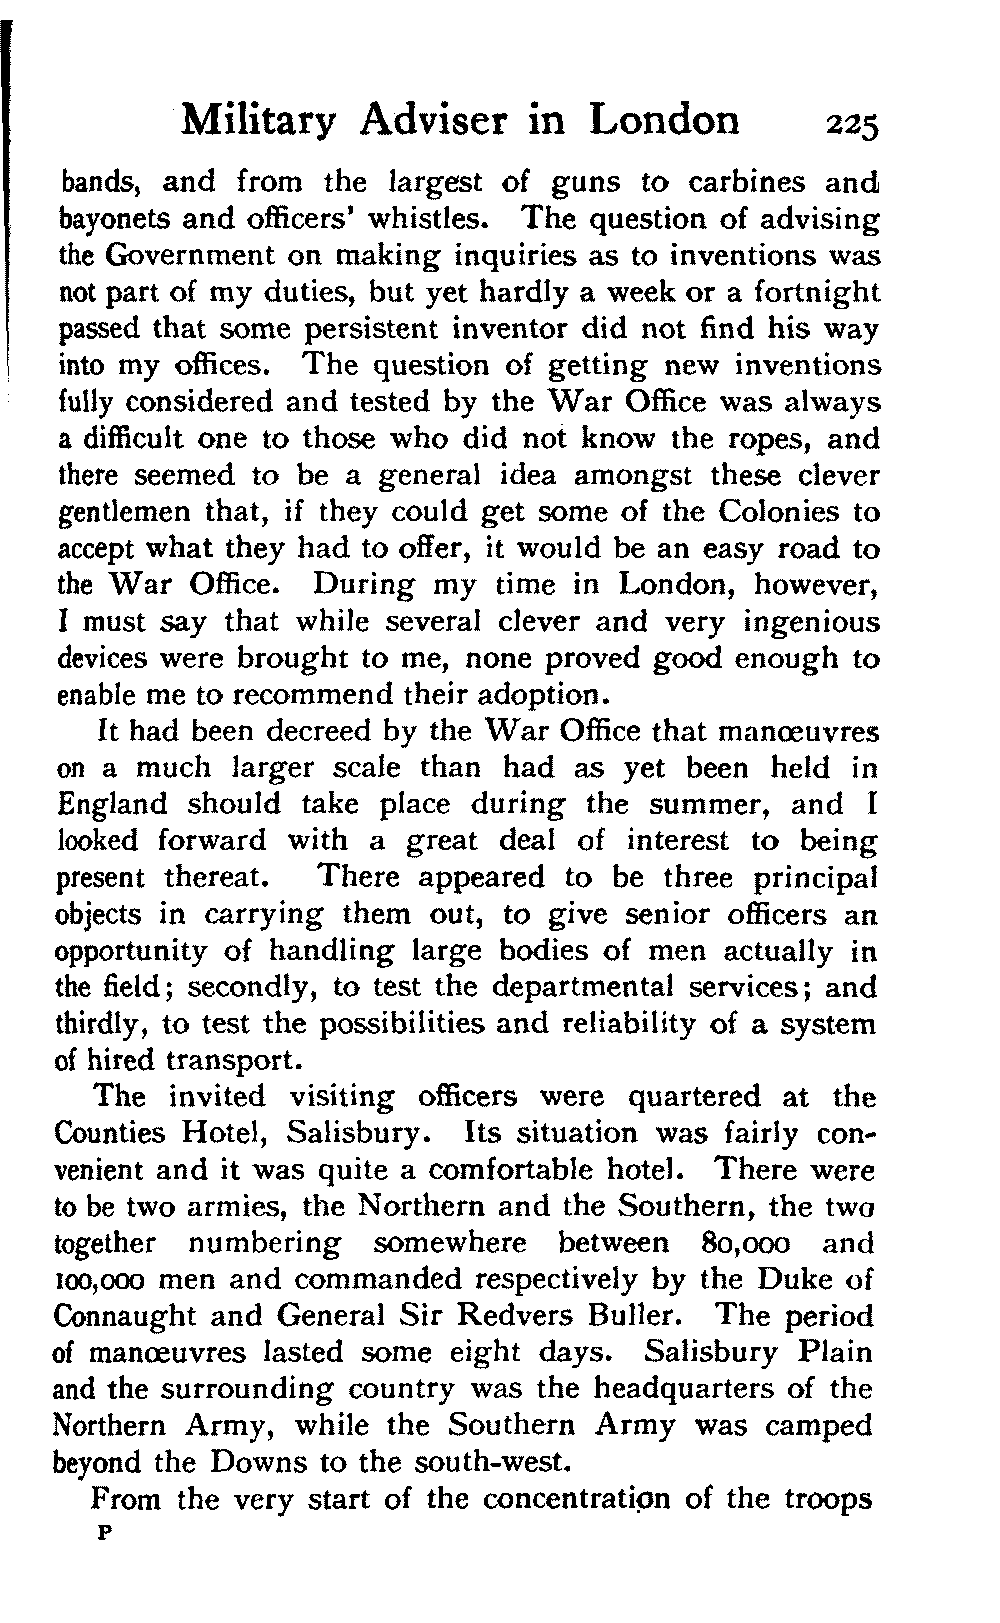 Military Adviser in London 225
bands, and from the largest of guns to carbines and
bayonets and officers' whistles. The question of advising
the Government on making inquiries as to inventions was
not part of my duties, but yet hardly a week or a fortnight
passed that some persistent inventor did not find his way
into my offices. The question of getting new inventions
fully considered and tested by the War Office was always
a difficult one to those who did not know the ropes, and
there seemed to be a general idea amongst these clever
gentlemen that, if they could get some of the Colonies to
accept what they had to offer, it would be an easy road to
the War Office. During my time in London, however,
I must say that while several clever and very ingenious
devices were brought to me, none proved good enough to
enable me to recommend their adoption.
It had been decreed by the War Office that manœuvres
on a much larger scale than had as yet been held in
England should take place during the summer, and I
looked forward with a great deal of interest to being
present thereat. There appeared to be three principal
objects in carrying them out, to give senior officers an
opportunity of handling large bodies of men actually in
the field; secondly, to test the departmental services; and
thirdly, to test the possibilities and reliability of a system
of hired transport.
The invited visiting officers were quartered at the
Counties Hotel, Salisbury. Its situation was fairly con-
venient and it was quite a comfortable hotel. There were
to be two armies, the Northern and the Southern, the two
together numbering somewhere between 80,000 and
100,000 men and commanded respectively by the Duke of
Connaught and General Sir Redvers Buller. The period
of manœuvres lasted some eight days. Salisbury Plain
and the surrounding country was the headquarters of the
Northern Army, while the Southern Army was camped
beyond the Downs to the south-west.
From the very start of the concentration of the troops
P